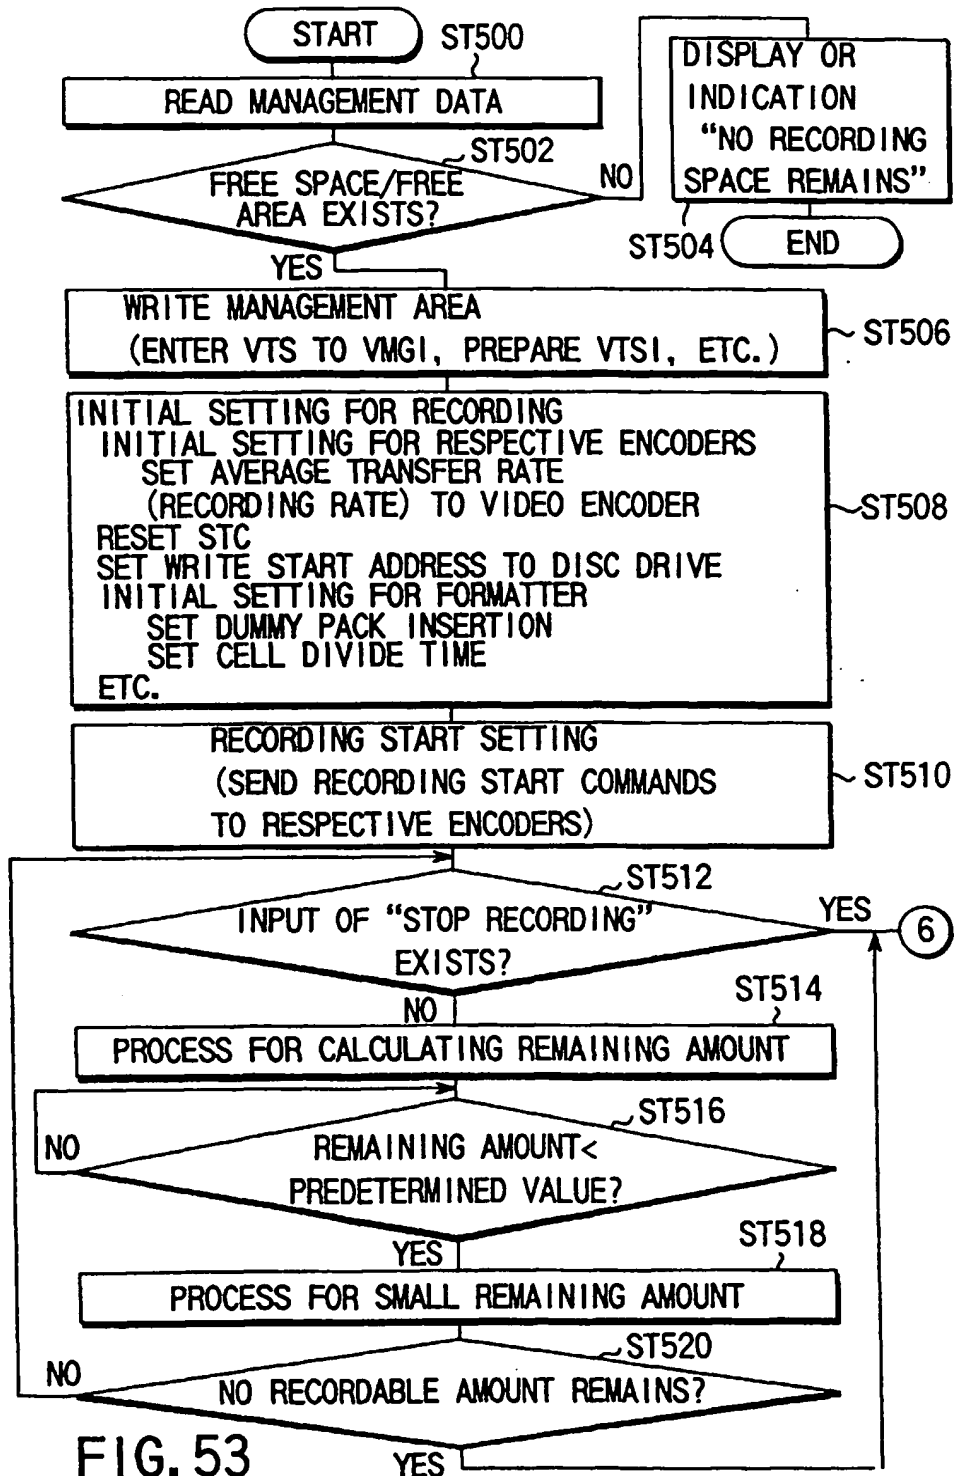 START
ST500
READ MANAGEMENT DATA
ST502
FREE SPACE/FREE
AREA EXISTS?
NO
DISPLAY OR
INDICATION
“NO RECORDING
SPACE REMAINS”
ST504
END
YES
WRITE MANAGEMENT AREA
(ENTER VTS TO VMGI, PREPARE VTSI, ETC.)
ST506
INITIAL SETTING FOR RECORDING
INITIAL SETTING FOR RESPECTIVE ENCODERS
SET AVERAGE TRANSFER RATE
(RECORDING RATE) TO VIDEO ENCODER
RESET STC
SET WRITE START ADDRESS TO DISC DRIVE
INITIAL SETTING FOR FORMATTER
SET DUMMY PACK INSERTION
SET CELL DIVIDE TIME
ETC.
ST508
RECORDING START SETTING
(SEND RECORDING START COMMANDS
TO RESPECTIVE ENCODERS)
ST510
ST512
INPUT OF “STOP RECORDING”
EXISTS?
YES
6
NO
ST514
PROCESS FOR CALCULATING REMAINING AMOUNT
ST516
NO
REMAINING AMOUNT<
PREDETERMINED VALUE?
YES
ST518
PROCESS FOR SMALL REMAINING AMOUNT
ST520
NO
NO RECORDABLE AMOUNT REMAINS?
YES
FIG. 53